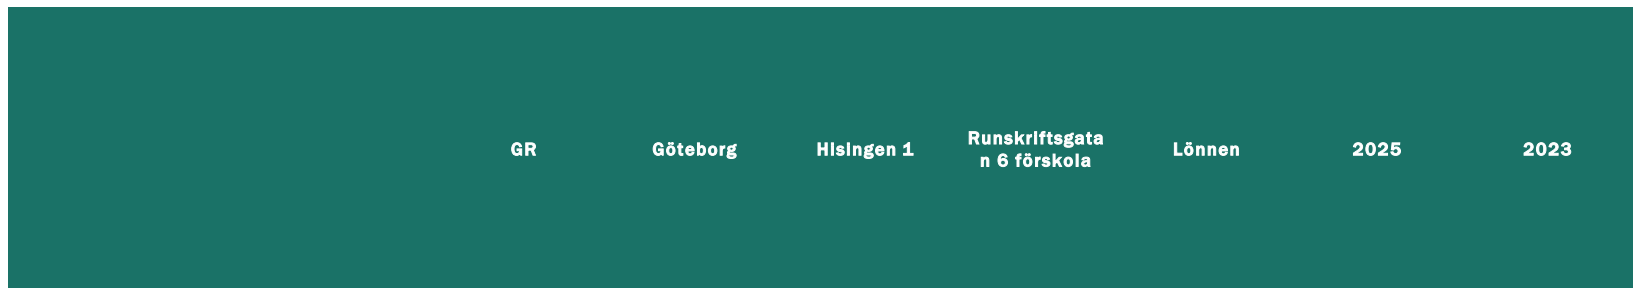 GR
Göteborg
Hisingen 1
Runskriftsgata
n 6 förskola
Lönnen
2025
2023